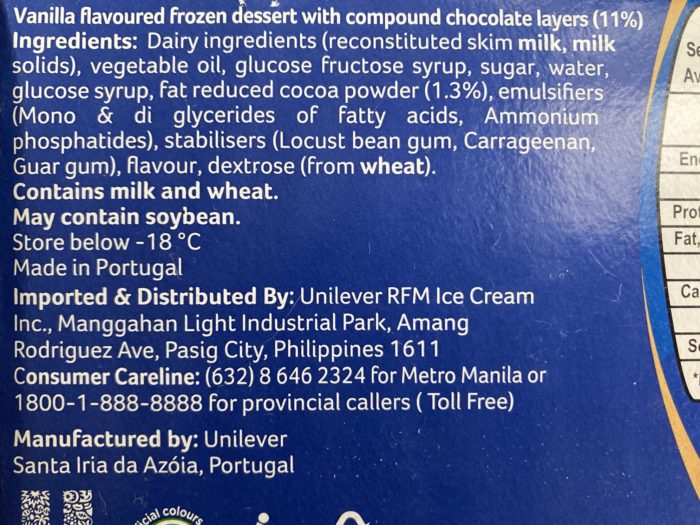 Vanilla flavoured frozen dessert with compound chocolate layers (11%)
Ingredients: Dairy ingredients (reconstituted skim milk, milk
solids), vegetable oil, glucose fructose syrup, sugar, water,
glucose syrup, fat reduced cocoa powder (1.3%), emulsifiers
(Mono & di glycerides of fatty acids, Ammonium
phosphatides), stabilisers (Locust bean gum, Carrageenan,
Guar gum), flavour, dextrose (from wheat).
Contains milk and wheat.
May contain soybean.
Store below -18 °C
Made in Portugal
Imported & Distributed By: Unilever RFM Ice Cream
Inc., Manggahan Light Industrial Park, Amang
Rodriguez Ave, Pasig City, Philippines 1611
Consumer Careline: (632) 8 646 2324 for Metro Manila or
1800-1-888-8888 for provincial callers ( Toll Free)
Manufactured by: Unilever
Santa Iria da Azóia, Portugal
colours
Fat,